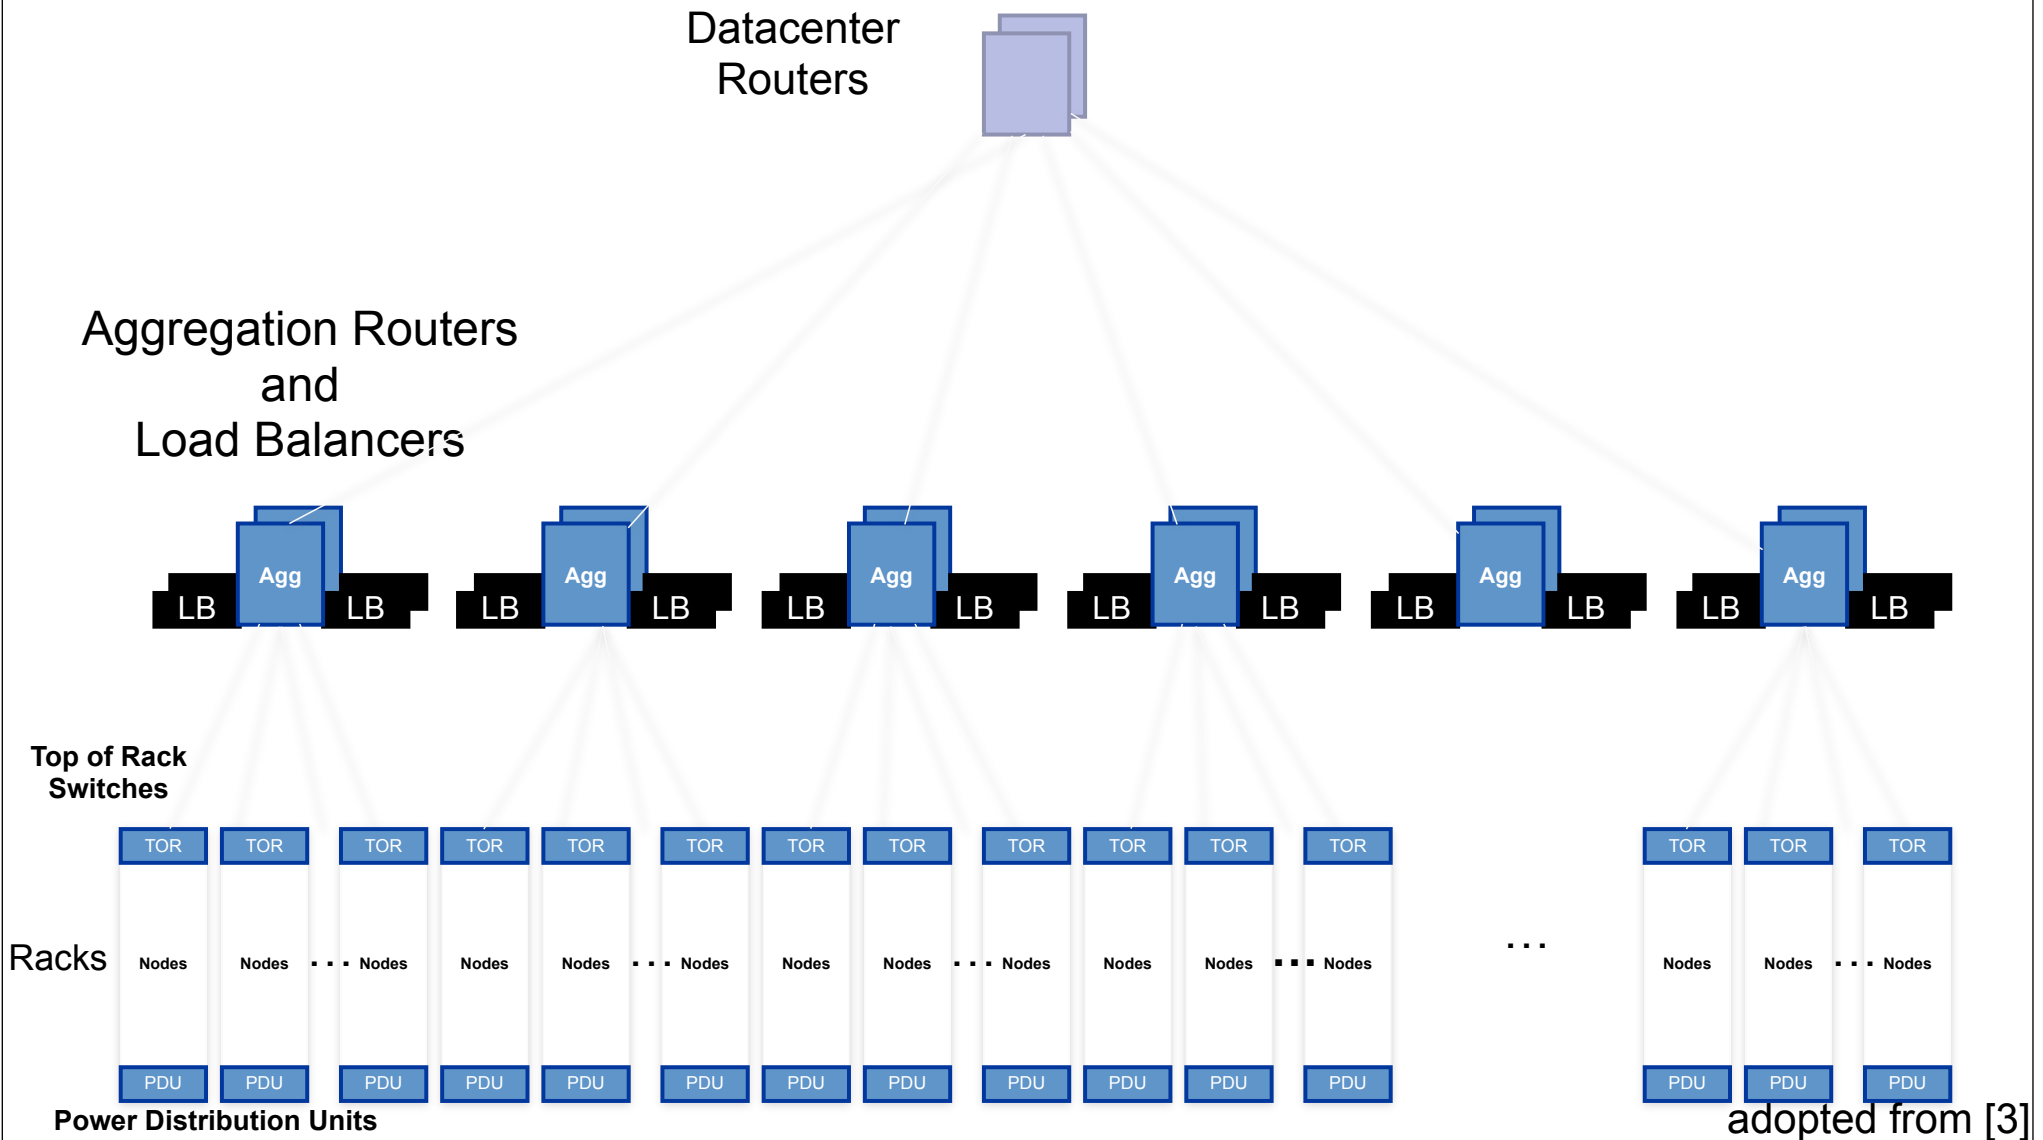 Datacenter
Routers
Aggregation Routers
and
Load Balancers
LB Agg LB LB Agg LB LB Agg LB LB Agg LB LB Agg LB LB Agg LB
Top of Rack
Switches
TOR TOR TOR TOR TOR TOR TOR TOR TOR TOR TOR TOR TOR TOR TOR
...
Racks Nodes Nodes ... Nodes Nodes Nodes ... Nodes Nodes Nodes ... Nodes Nodes Nodes ... Nodes Nodes Nodes ... Nodes
PDU PDU PDU PDU PDU PDU PDU PDU PDU PDU PDU PDU PDU PDU PDU
Power Distribution Units
adopted from [3]